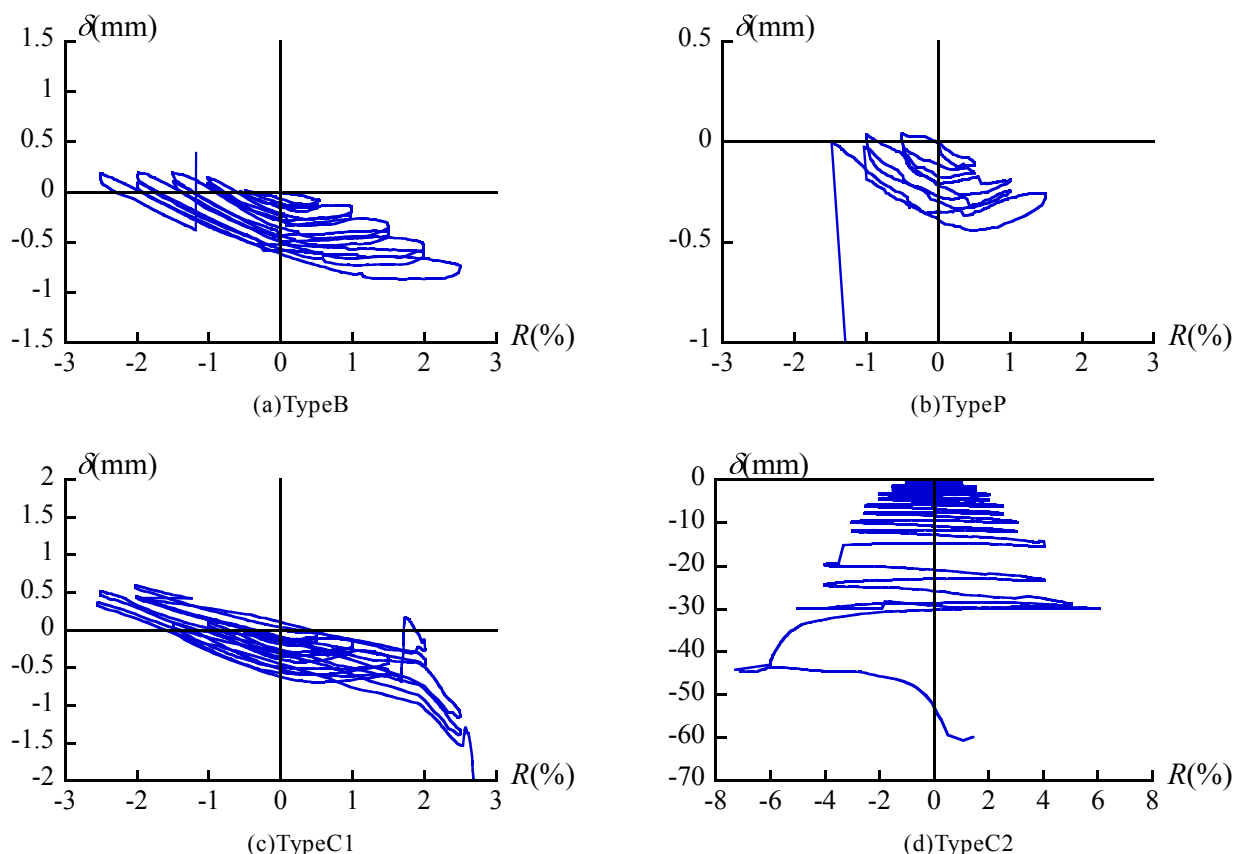 δ(mm)
1.5
1
0.5
0
-0.5
-1
-1.5
-3 -2 -1 0 1 2 3
R(%)
(a)TypeB
δ(mm)
0.5
0
-0.5
-1
-3 -2 -1 0 1 2 3
R(%)
(b)TypeP
δ(mm)
2
1.5
1
0.5
0
-0.5
-1
-1.5
-2
-3 -2 -1 0 1 2 3
R(%)
(c)TypeC1
δ(mm)
0
-10
-20
-30
-40
-50
-60
-70
-8 -6 -4 -2 0 2 4 6 8
R(%)
(d)TypeC2